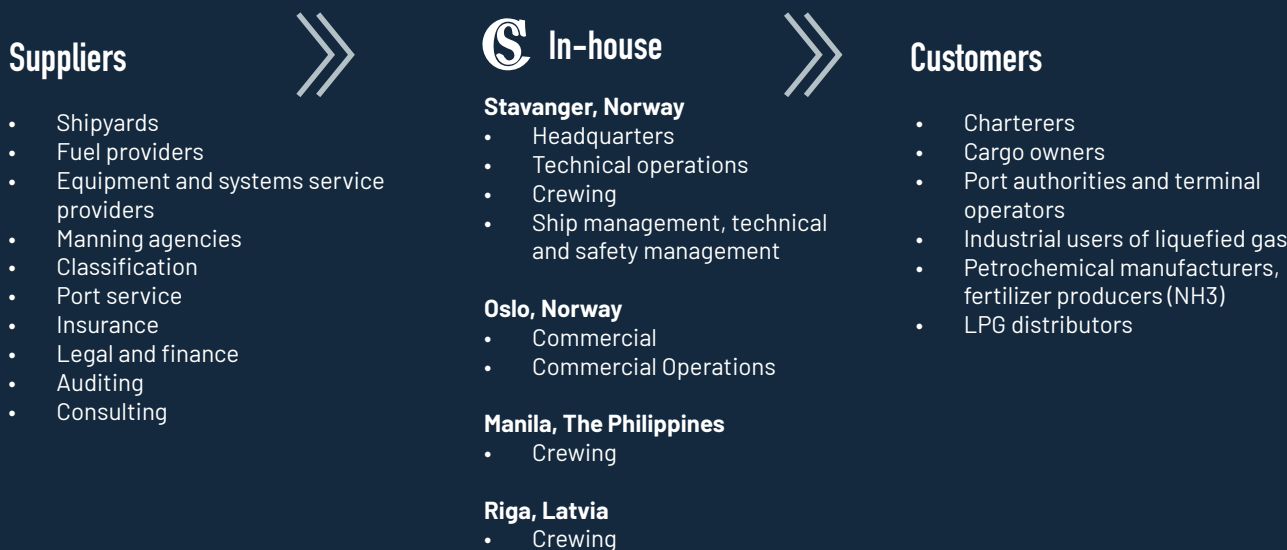 Suppliers
• Shipyards
• Fuel providers
• Equipment and systems service
providers
• Manning agencies
• Classification
• Port service
• Insurance
• Legal and finance
• Auditing
• Consulting
CS In-house
Stavanger, Norway
• Headquarters
• Technical operations
• Crewing
• Ship management, technical
and safety management
Oslo, Norway
• Commercial
• Commercial Operations
Manila, The Philippines
• Crewing
Riga, Latvia
• Crewing
Customers
• Charterers
• Cargo owners
• Port authorities and terminal
operators
• Industrial users of liquefied gas
• Petrochemical manufacturers,
fertilizer producers (NH3)
• LPG distributors